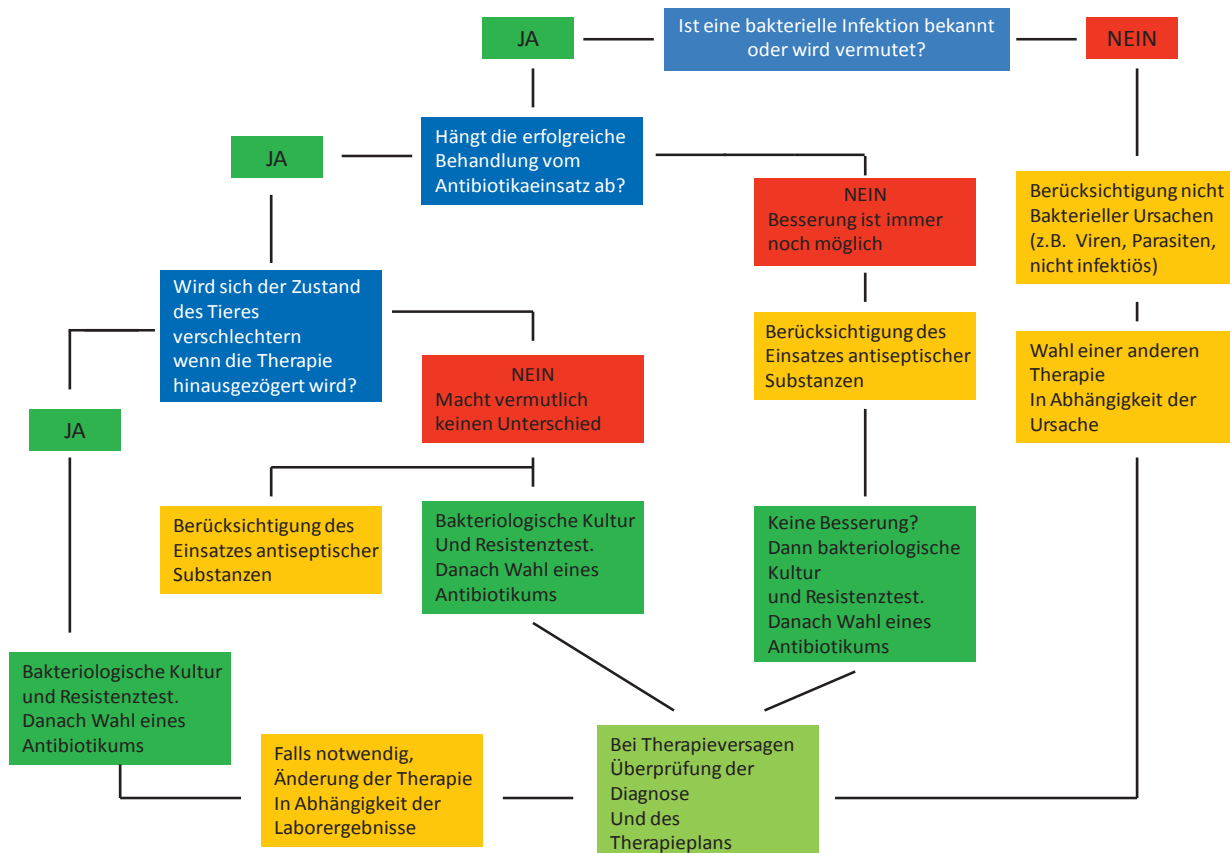 JA
Ist eine bakterielle Infektion bekannt
oder wird vermutet?
NEIN
JA
Hängt die erfolgreiche
Behandlung vom
Antibiotikaeinsatz ab?
NEIN
Besserung ist immer
noch möglich
Berücksichtigung nicht
Bakterieller Ursachen
(z.B. Viren, Parasiten,
nicht infektiös)
Wird sich der Zustand
des Tieres
verschlechtern
wenn die Therapie
hinausgezögert wird?
NEIN
Macht vermutlich
keinen Unterschied
Berücksichtigung des
Einsatzes antiseptischer
Substanzen
Wahl einer anderen
Therapie
In Abhängigkeit der
Ursache
JA
Berücksichtigung des
Einsatzes antiseptischer
Substanzen
Bakteriologische Kultur
Und Resistenztest.
Danach Wahl eines
Antibiotikums
Keine Besserung?
Dann bakteriologische
Kultur
und Resistenztest.
Danach Wahl eines
Antibiotikums
Bakteriologische Kultur
und Resistenztest.
Danach Wahl eines
Antibiotikums
Falls notwendig,
Änderung der Therapie
In Abhängigkeit der
Laborergebnisse
Bei Therapieversagen
Überprüfung der
Diagnose
Und des
Therapieplans